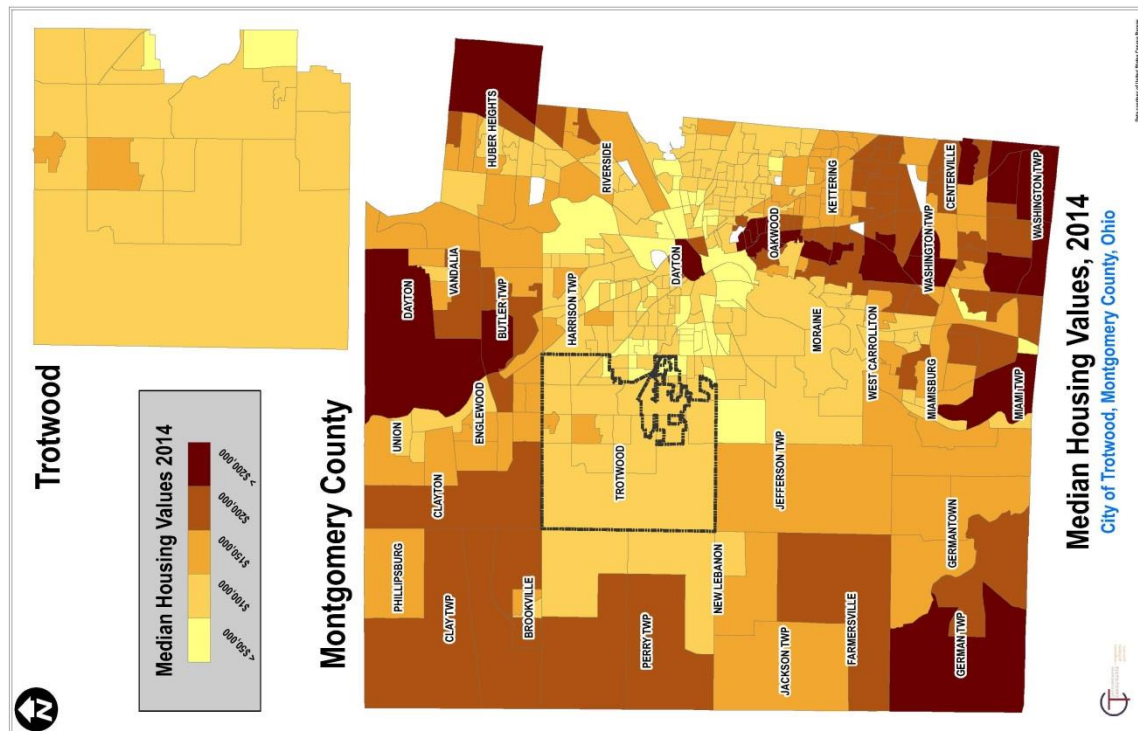 Trotwood
Median Housing Values 2014
< $50,000
$100,000
$150,000
$200,000
> $200,000
N
Montgomery County
PHILLIPSBURG
CLAY TWP
BROOKVILLE
PERRY TWP
NEW LEBANON
JACKSON TWP
FARMERSVILLE
GERMAN TWP
GERMANTOWN
CLAYTON
UNION
ENGLEWOOD
TROTWOOD
JEFFERSON TWP
DAYTON
VANDALIA
BUTLER TWP
HARRISON TWP
DAYTON
MORAINE
WEST CARROLLTON
MIAMISBURG
MIAMI TWP
HUBER HEIGHTS
RIVERSIDE
OAKWOOD
KETTERING
WASHINGTON TWP
CENTERVILLE
WASHINGTON TWP
Median Housing Values, 2014
City of Trotwood, Montgomery County, Ohio